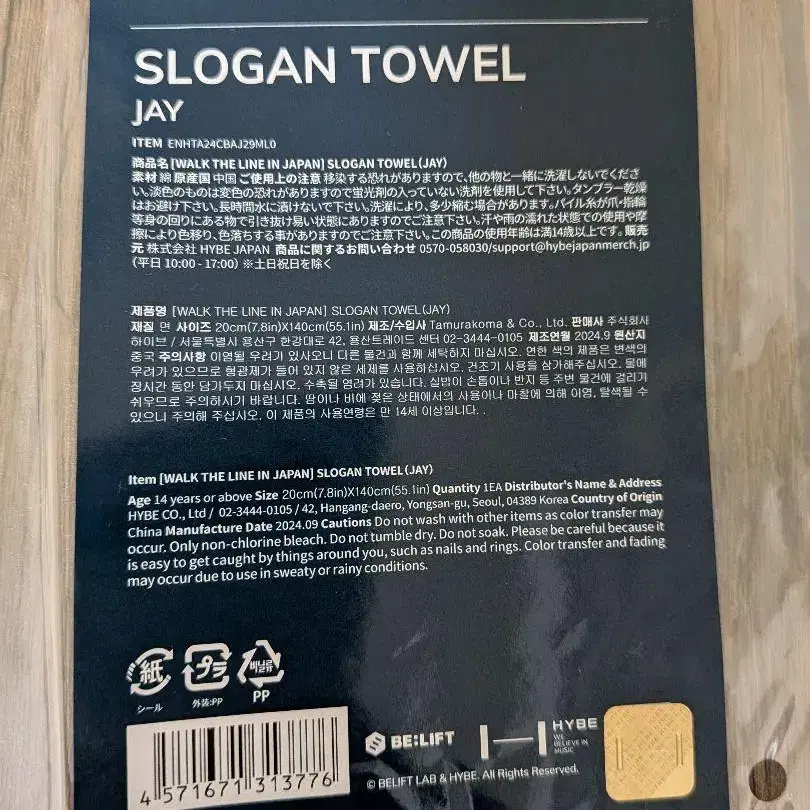 SLOGAN TOWEL
JAY
ITEM ENHTA24CBAJ29ML0
商品名 [WALK THE LINE IN JAPAN] SLOGAN TOWEL(JAY)
素材 綿 原産国 中国 ご使用上の注意 移染する恐れがありますので、他の物と一緒に洗濯しないでくださ
い。淡色のものは変色の恐れがありますので蛍光剤の入っていない洗剤を使用して下さい。タンブラー乾燥
はお避け下さい。長時間水に漬けないで下さい。洗濯により、多少縮む場合があります。パイル糸が爪・指輪
等身の回りにある物で引き抜け易い状態にありますのでご注意下さい。汗や雨の濡れた状態での使用や摩
擦により色移り、色落ちする事がありますのでご注意下さい。この商品の使用年齢は満14歳以上です。販売
元 株式会社 HYBE JAPAN 商品に関するお問い合わせ 0570-058030/support@hybejapanmerch.jp
(平日 10:00 - 17:00) ※土日祝日を除く
제품명 [WALK THE LINE IN JAPAN] SLOGAN TOWEL(JAY)
재질 면 사이즈 20cm(7.8in)X140cm(55.1in) 제조/수입사 Tamurakoma & Co., Ltd. 판매사 주식회사
하이브 / 서울특별시 용산구 한강대로 42, 용산트레이드 센터 02-3444-0105 제조연월 2024.9 원산지
중국 주의사항 이염될 우려가 있사오니 다른 물건과 함께 세탁하지 마십시오. 연한 색의 제품은 변색의
우려가 있으므로 형광제가 들어 있지 않은 세제를 사용하십시오. 건조기 사용을 삼가해주십시오. 물에
장시간 동안 담가두지 마십시오. 수축될 염려가 있습니다. 실밥이 손톱이나 반지 등 주변 물건에 걸리기
쉬우므로 주의하시기 바랍니다. 땀이나 비에 젖은 상태에서의 사용이나 마찰에 의해 이염, 탈색될 수
있으니 주의해 주십시오. 이 제품의 사용연령은 만 14세 이상입니다. .
Item [WALK THE LINE IN JAPAN] SLOGAN TOWEL(JAY)
Age 14 years or above Size 20cm(7.8in)X140cm(55.1in) Quantity 1EA Distributor's Name & Address
HYBE CO., Ltd / 02-3444-0105 / 42, Hangang-daero, Yongsan-gu, Seoul, 04389 Korea Country of Origin
China Manufacture Date 2024.09 Cautions Do not wash with other items as color transfer may
occur. Only non-chlorine bleach. Do not tumble dry. Do not soak. Please be careful because it
is easy to get caught by things around you, such as nails and rings. Color transfer and fading
may occur due to use in sweaty or rainy conditions.
紙 プラ 비닐류
シール 外装:PP PP
4 571671 313776
BE:LIFT HYBE
WE
BELIEVE IN
MUSIC
© BELIFT LAB & HYBE. All Rights Reserved.